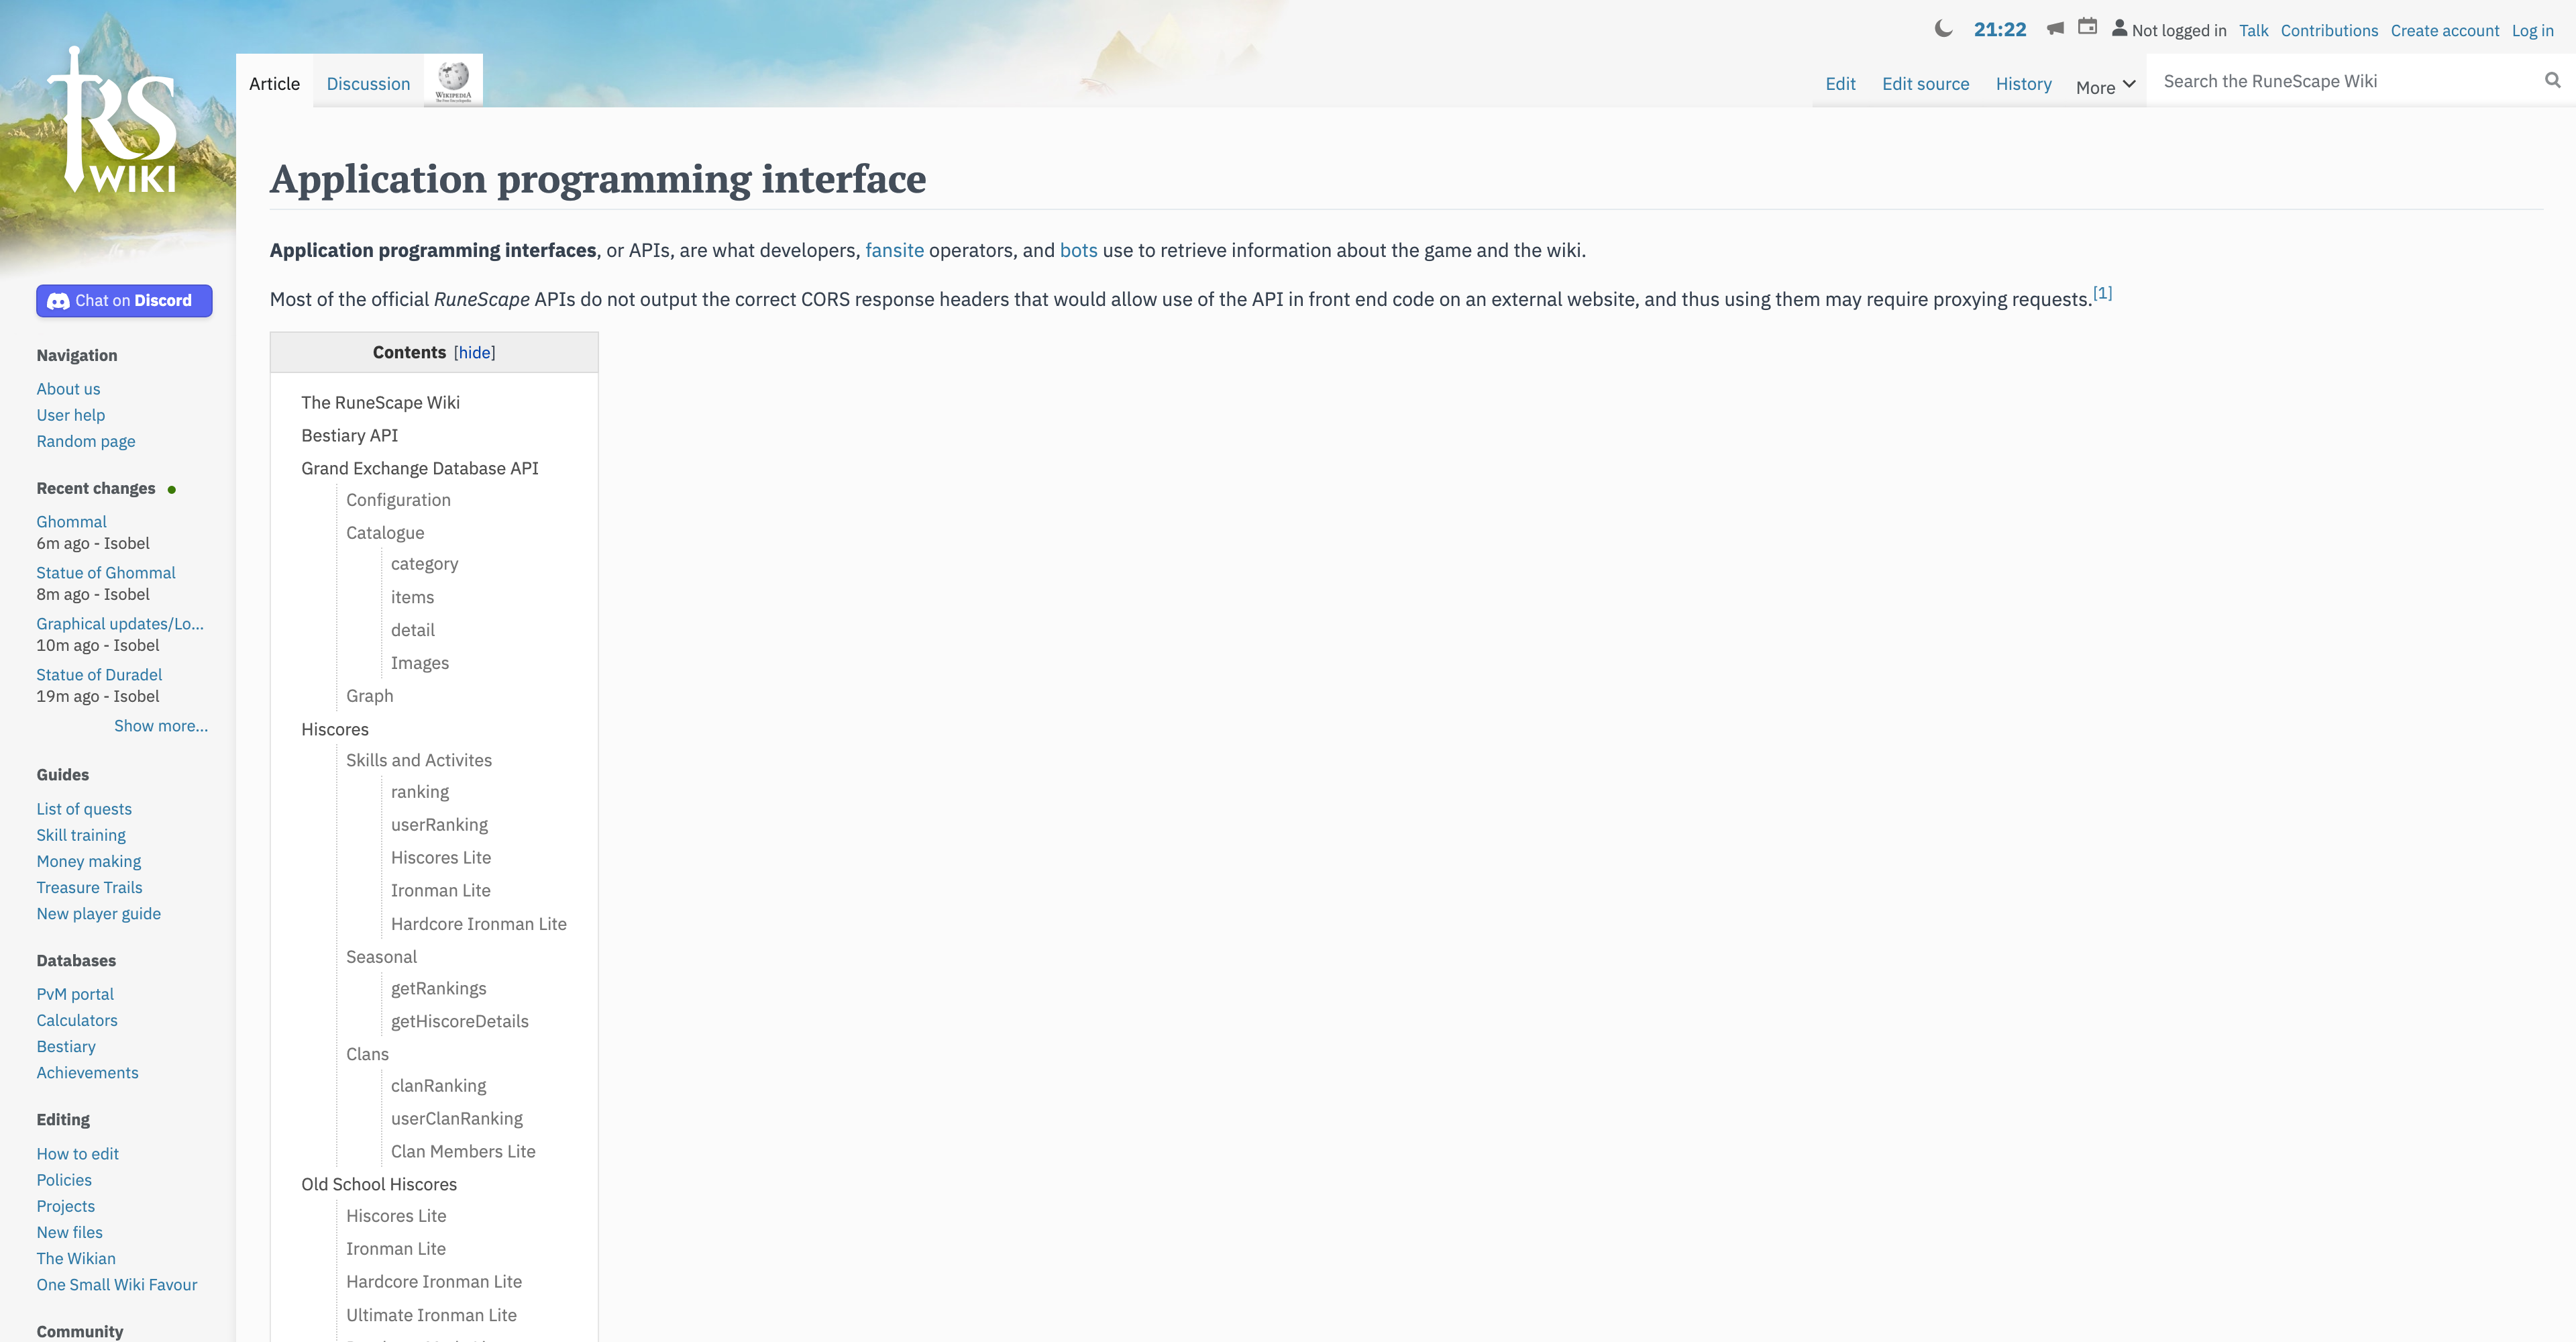 21:22 Not logged in Talk Contributions Create account Log in
RS
WIKI
Article Discussion WIKIPEDIA Edit Edit source History More Search the RuneScape Wiki
Application programming interface
Application programming interfaces, or APIs, are what developers, fansite operators, and bots use to retrieve information about the game and the wiki.
Most of the official RuneScape APIs do not output the correct CORS response headers that would allow use of the API in front end code on an external website, and thus using them may require proxying requests.[1]
Chat on Discord
Navigation
About us
User help
Random page
Recent changes
Ghommal
6m ago - Isobel
Statue of Ghommal
8m ago - Isobel
Graphical updates/Lo...
10m ago - Isobel
Statue of Duradel
19m ago - Isobel
Show more...
Guides
List of quests
Skill training
Money making
Treasure Trails
New player guide
Databases
PvM portal
Calculators
Bestiary
Achievements
Editing
How to edit
Policies
Projects
New files
The Wikian
One Small Wiki Favour
Community
Contents [hide]
The RuneScape Wiki
Bestiary API
Grand Exchange Database API
Configuration
Catalogue
category
items
detail
Images
Graph
Hiscores
Skills and Activites
ranking
userRanking
Hiscores Lite
Ironman Lite
Hardcore Ironman Lite
Seasonal
getRankings
getHiscoreDetails
Clans
clanRanking
userClanRanking
Clan Members Lite
Old School Hiscores
Hiscores Lite
Ironman Lite
Hardcore Ironman Lite
Ultimate Ironman Lite